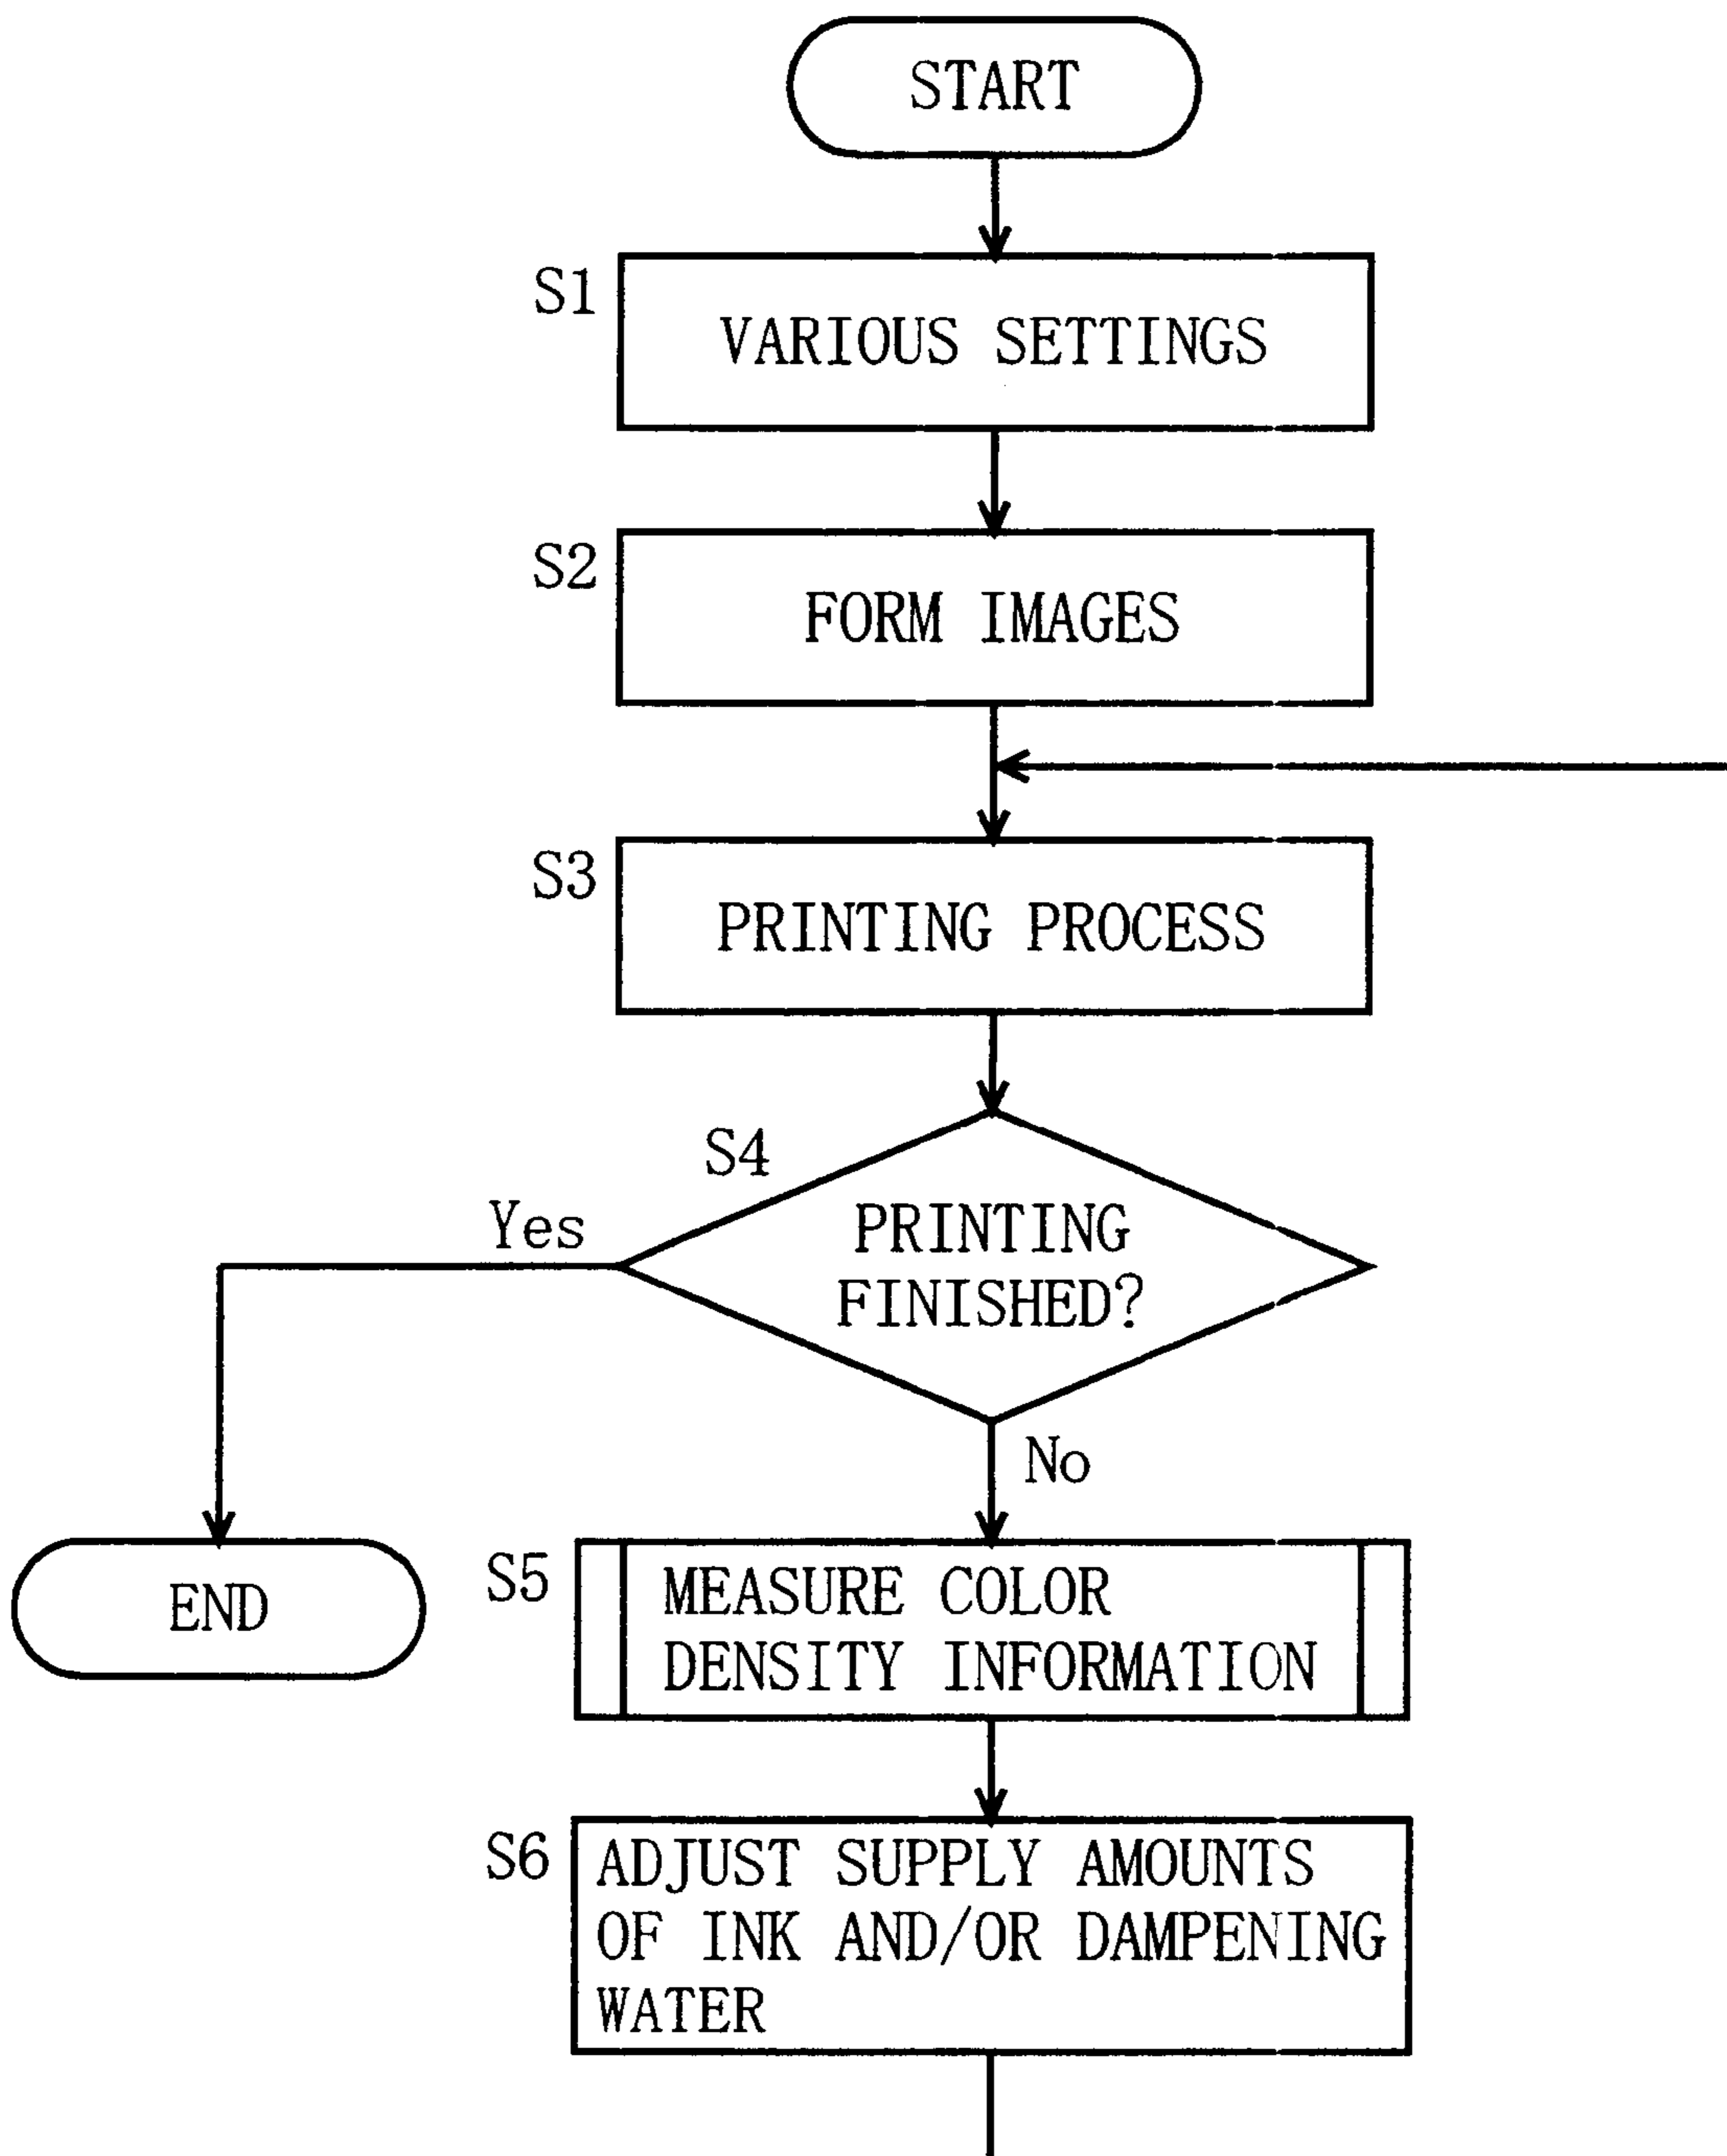 START
S1
VARIOUS SETTINGS
S2
FORM IMAGES
S3
PRINTING PROCESS
S4
Yes
PRINTING
FINISHED?
No
END
S5
MEASURE COLOR
DENSITY INFORMATION
S6
ADJUST SUPPLY AMOUNTS
OF INK AND/OR DAMPENING
WATER